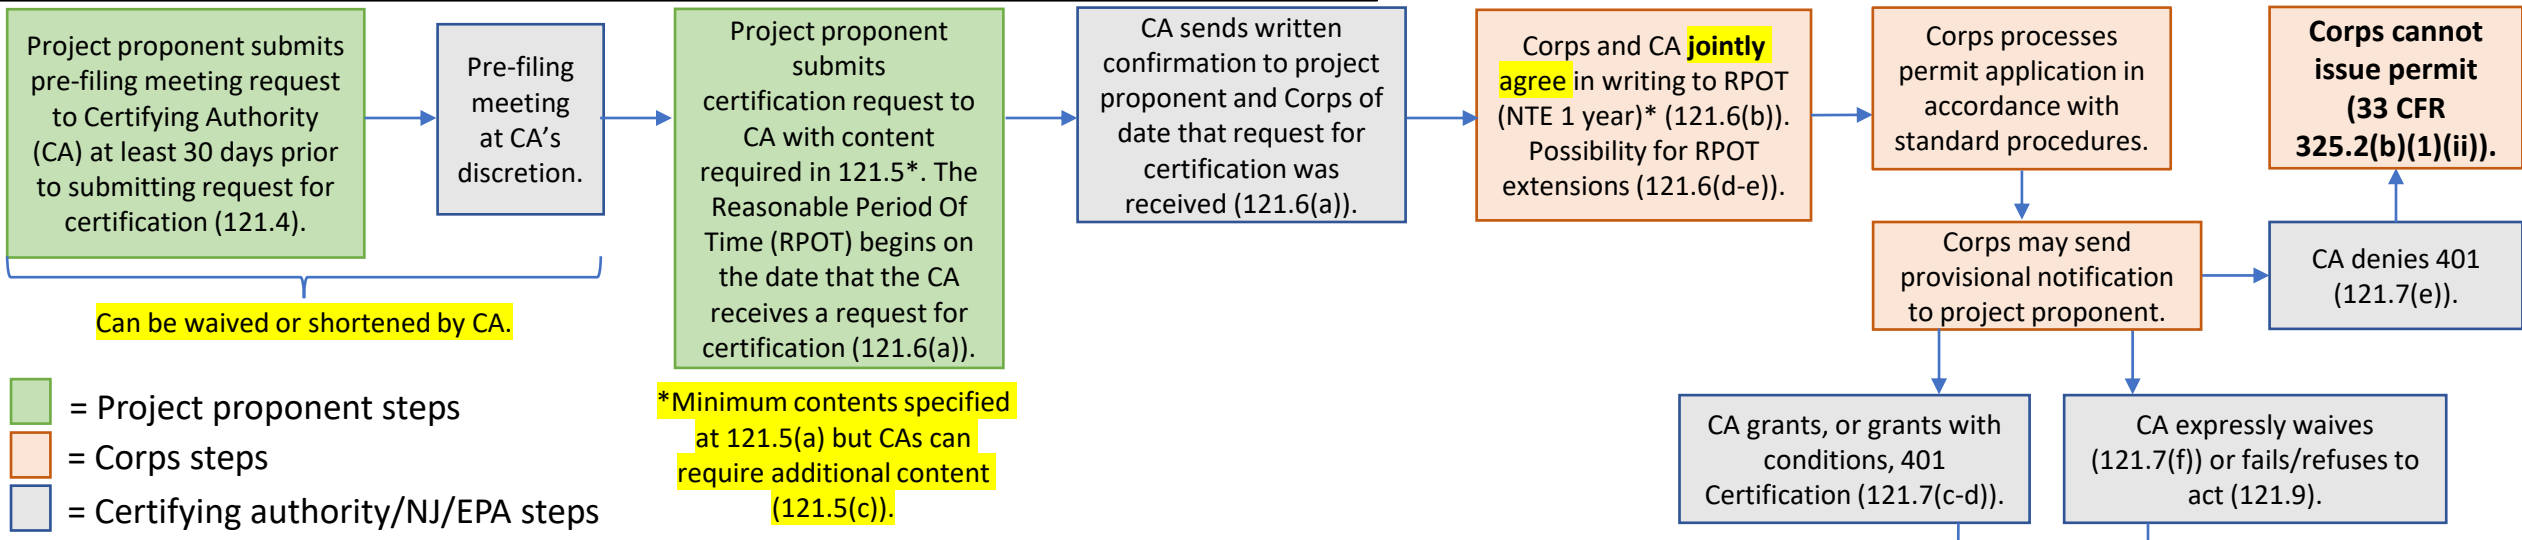 Project proponent submits
pre-filing meeting request
to Certifying Authority
(CA) at least 30 days prior
to submitting request for
certification (121.4).
Pre-filing
meeting
at CA's
discretion.
Can be waived or shortened by CA.
Project proponent
submits
certification request to
CA with content
required in 121.5*. The
Reasonable Period Of
Time (RPOT) begins on
the date that the CA
receives a request for
certification (121.6(a)).
*Minimum contents specified
at 121.5(a) but CAs can
require additional content
(121.5(c)).
CA sends written
confirmation to project
proponent and Corps of
date that request for
certification was
received (121.6(a)).
Corps and CA jointly
agree in writing to RPOT
(NTE 1 year)* (121.6(b)).
Possibility for RPOT
extensions (121.6(d-e)).
Corps processes
permit application in
accordance with
standard procedures.
Corps may send
provisional notification
to project proponent.
CA denies 401
(121.7(e)).
Corps cannot
issue permit
(33 CFR
325.2(b)(1)(ii)).
CA grants, or grants with
conditions, 401
Certification (121.7(c-d)).
CA expressly waives
(121.7(f)) or fails/refuses to
act (121.9).
= Project proponent steps
= Corps steps
= Certifying authority/NJ/EPA steps